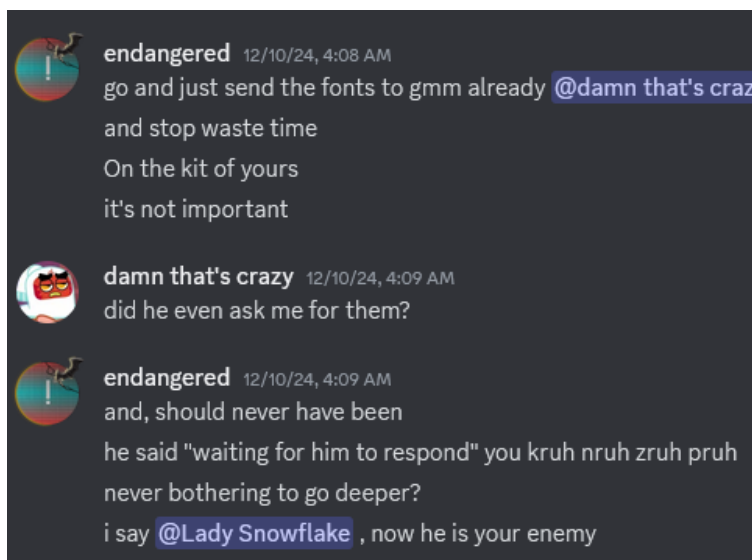 endangered 12/10/24, 4:08 AM
go and just send the fonts to gmm already @damn that's craz
and stop waste time
On the kit of yours
it's not important
damn that's crazy 12/10/24, 4:09 AM
did he even ask me for them?
endangered 12/10/24, 4:09 AM
and, should never have been
he said "waiting for him to respond" you kruh nruh zruh pruh
never bothering to go deeper?
i say @Lady Snowflake , now he is your enemy